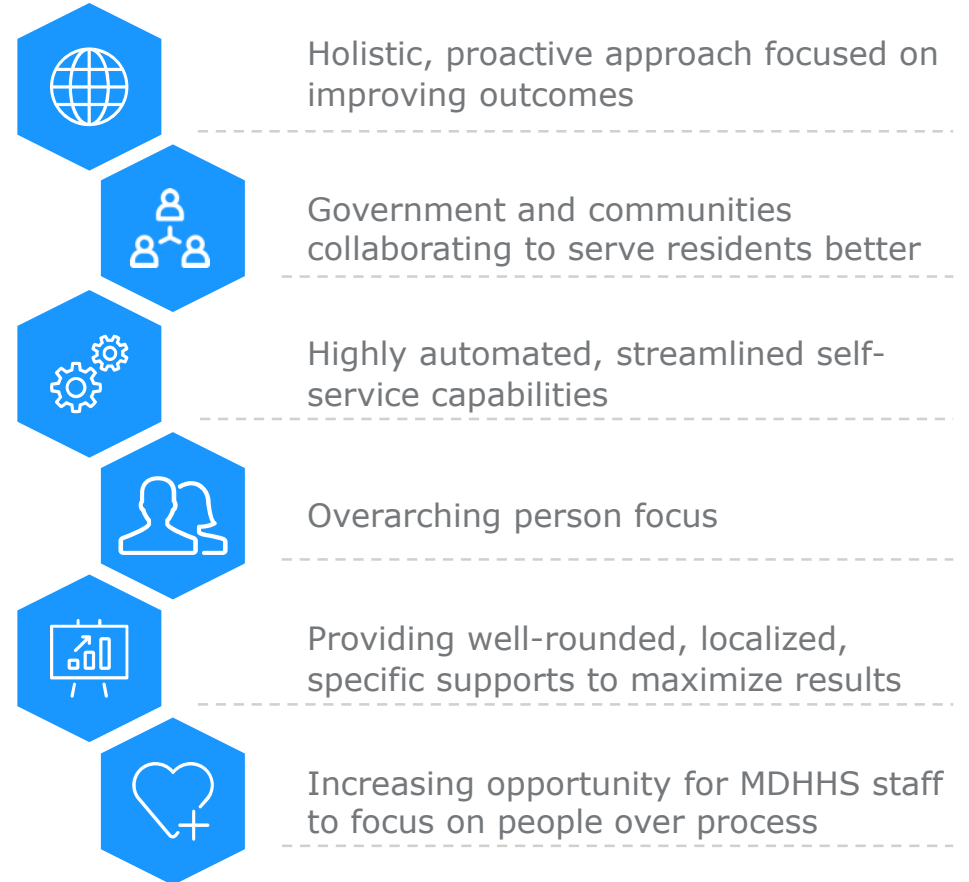 Holistic, proactive approach focused on
improving outcomes
Government and communities
collaborating to serve residents better
Highly automated, streamlined self-
service capabilities
Overarching person focus
Providing well-rounded, localized,
specific supports to maximize results
Increasing opportunity for MDHHS staff
to focus on people over process